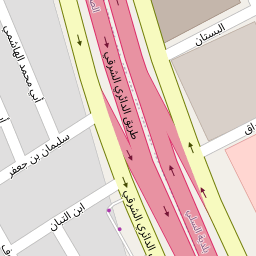 البستان
أبي محمد الهاشمي
طريق الدائري الشرقي
سليمان بن جعفر
ابن التبان
الدائري الشرقي